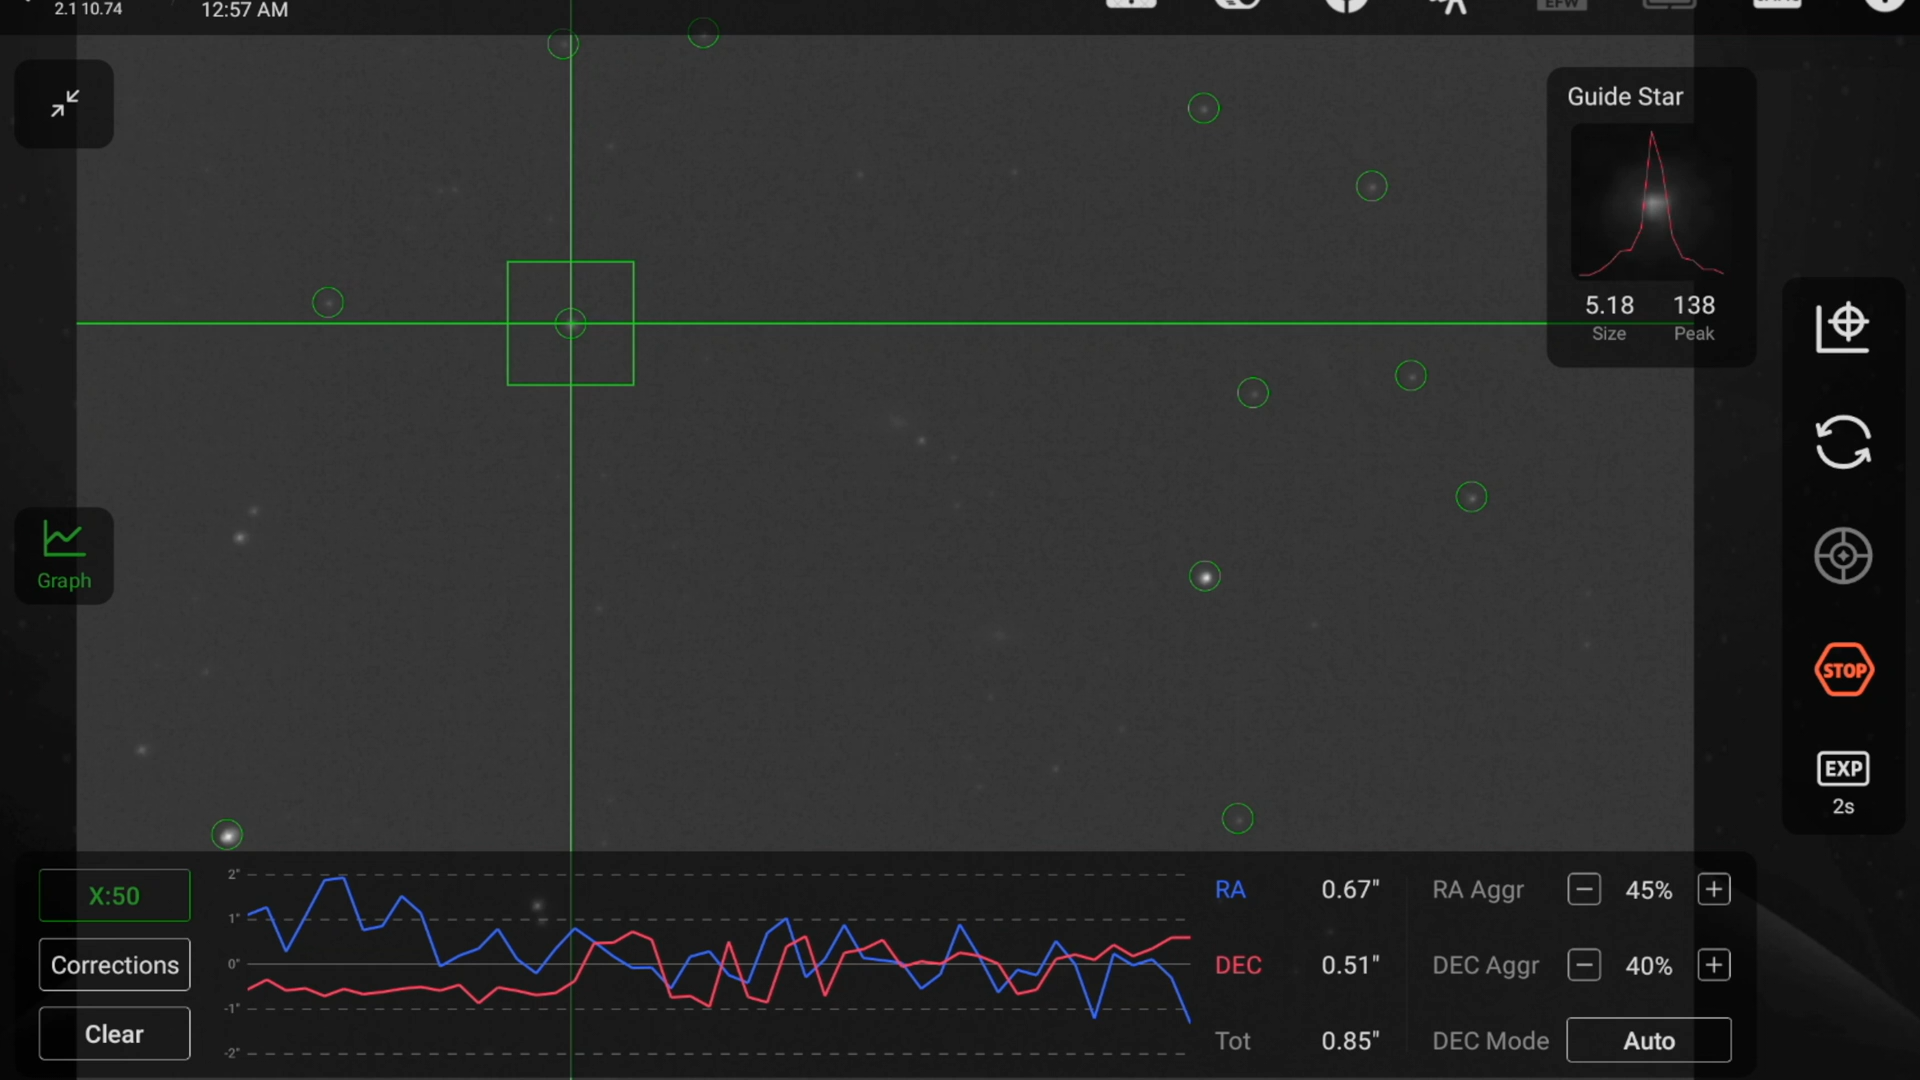 2.1 10.74
12:57 AM
EFW
Guide Star
5.18 138
Size Peak
Graph
STOP
EXP
2s
X:50
Corrections
Clear
2"
1"
0"
-1"
-2"
RA 0.67"
DEC 0.51"
Tot 0.85"
RA Aggr − 45% +
DEC Aggr − 40% +
DEC Mode Auto